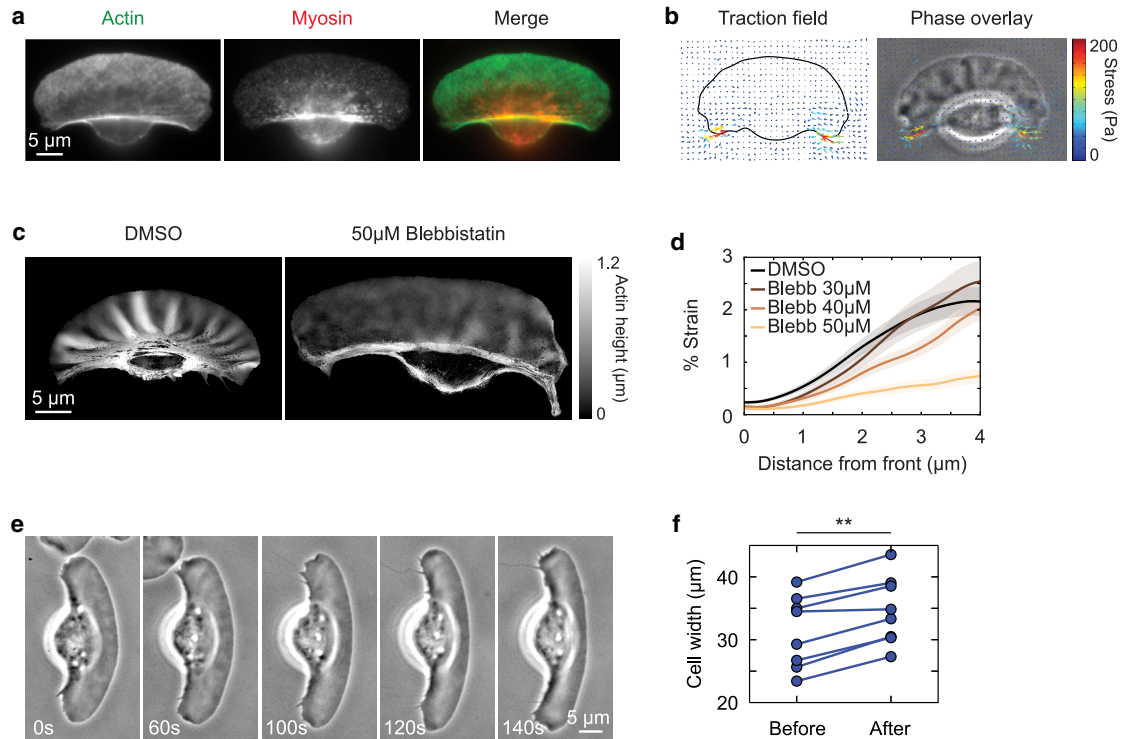 a
Actin
Myosin
Merge
5 µm
b
Traction field
Phase overlay
200
Stress (Pa)
0
c
DMSO
50µM Blebbistatin
5 µm
1.2
Actin height (µm)
0
d
3
2
1
0
% Strain
DMSO
Blebb 30µM
Blebb 40µM
Blebb 50µM
0 1 2 3 4
Distance from front (µm)
e
0s
60s
100s
120s
140s
5 µm
f
**
40
30
20
Cell width (µm)
Before After